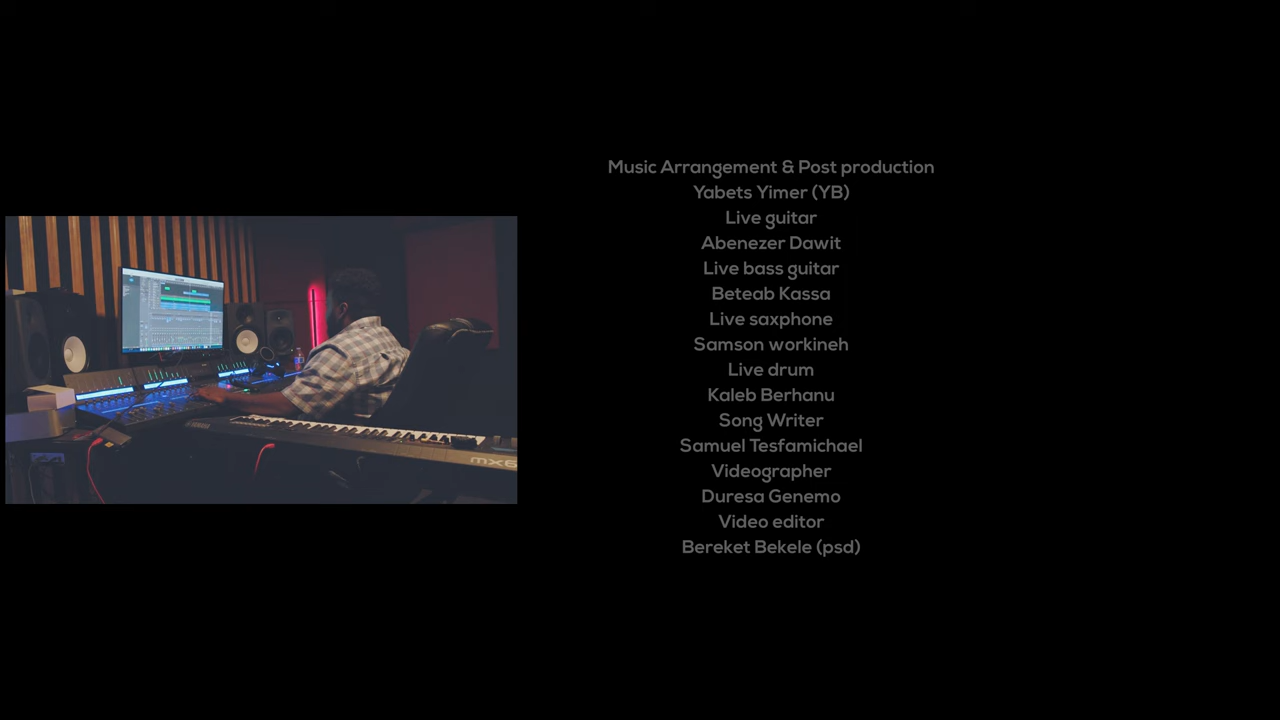 Music Arrangement & Post production
Yabets Yimer (YB)
Live guitar
Abenezer Dawit
Live bass guitar
Beteab Kassa
Live saxphone
Samson workineh
Live drum
Kaleb Berhanu
Song Writer
Samuel Tesfamichael
Videographer
Duresa Genemo
Video editor
Bereket Bekele (psd)